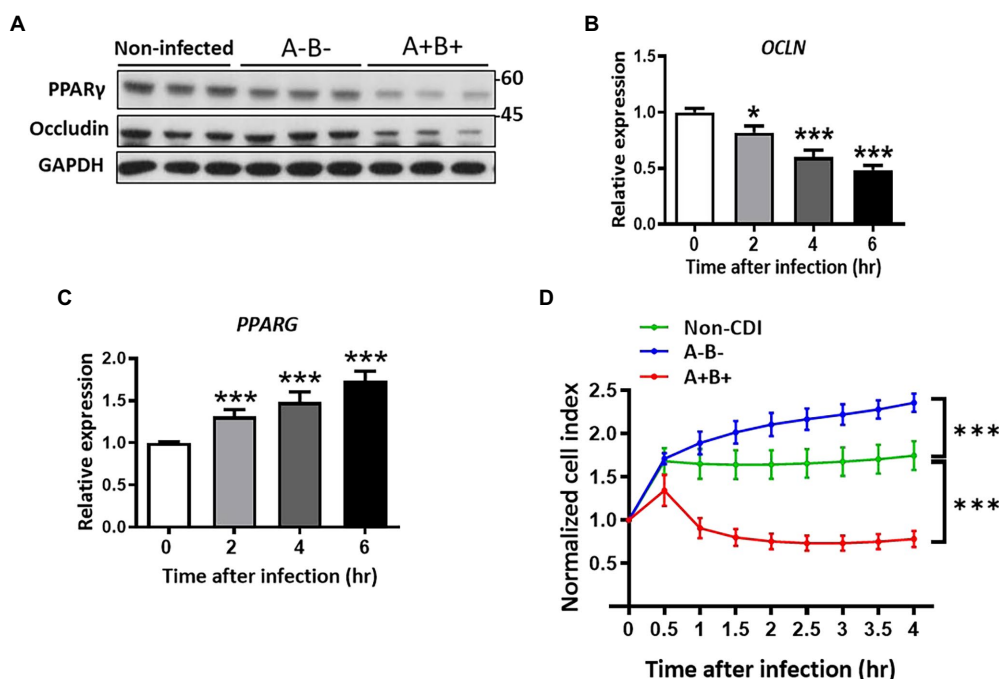 A
Non-infected A-B- A+B+
PPARγ
-60
-45
Occludin
GAPDH
B
OCLN
Relative expression
1.5
1.0
0.5
0.0
* *** ***
0 2 4 6
Time after infection (hr)
C
PPARG
Relative expression
2.0
1.5
1.0
0.5
0.0
*** *** ***
0 2 4 6
Time after infection (hr)
D
Non-CDI
A-B-
A+B+
Normalized cell index
2.5
2.0
1.5
1.0
0.5
***
***
0 0.5 1 1.5 2 2.5 3 3.5 4
Time after infection (hr)